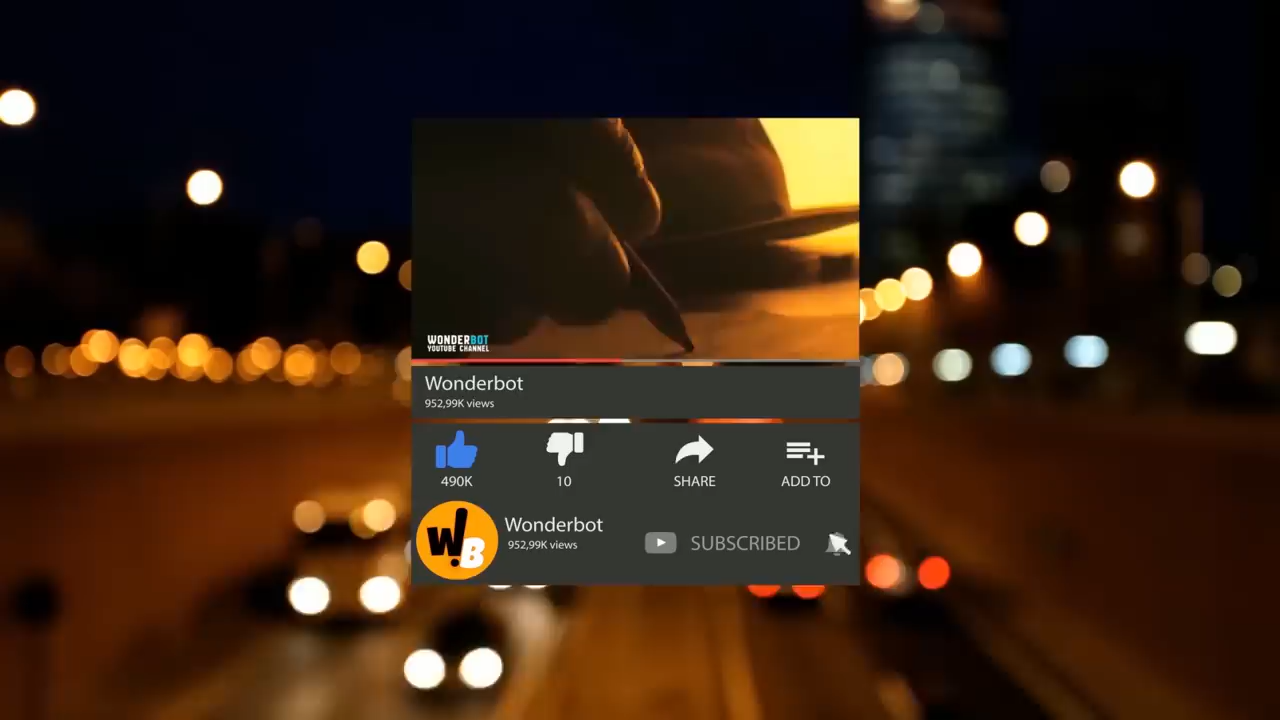 WONDERBOT
YOUTUBE CHANNEL
Wonderbot
952,99K views
490K
10
SHARE
ADD TO
W!B
Wonderbot
952,99K views
SUBSCRIBED